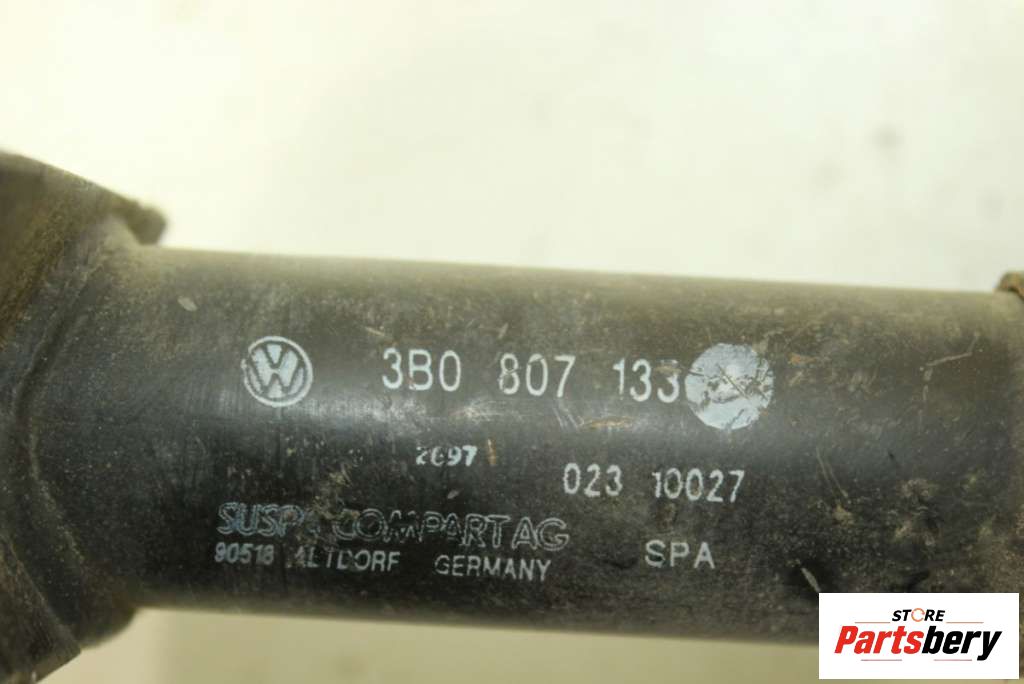 3B0 807 133
2697
023 10027
SUSPA COMPART AG
90518 ALTDORF GERMANY
SPA
STORE
Partsbery